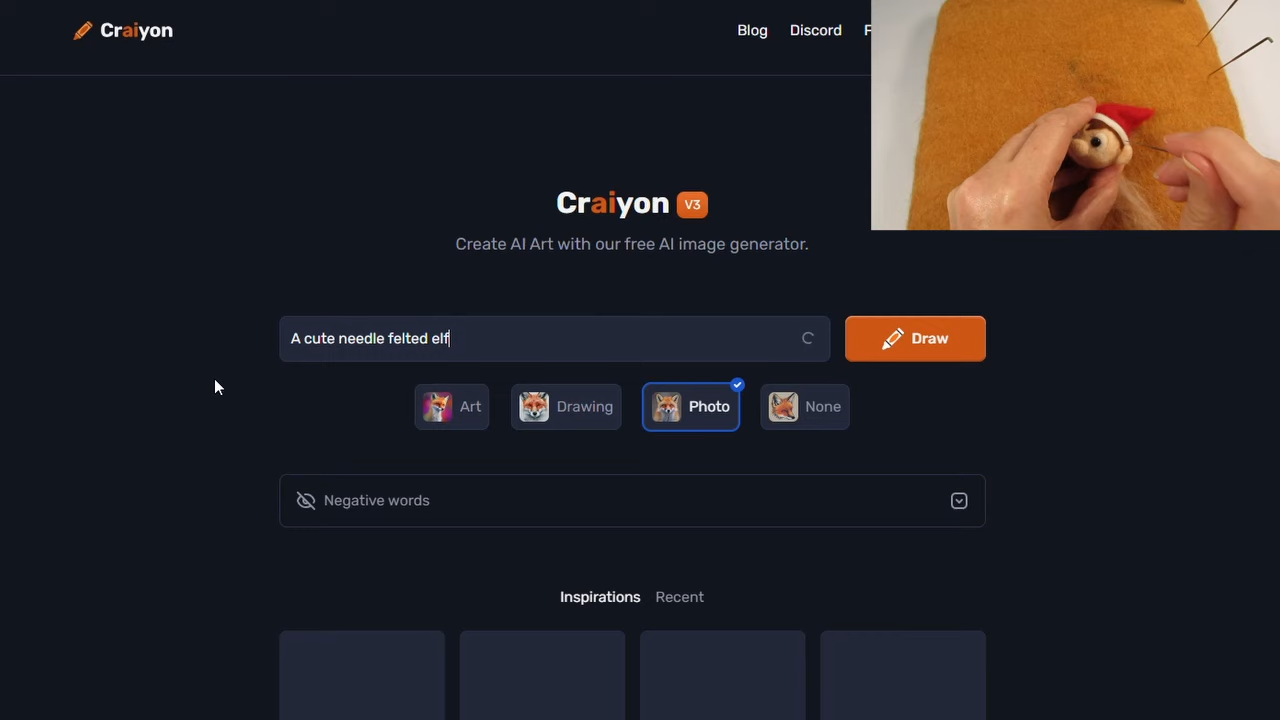 Craiyon
Blog Discord F
Craiyon V3
Create AI Art with our free AI image generator.
A cute needle felted elf
Draw
Art Drawing Photo None
Negative words
Inspirations Recent